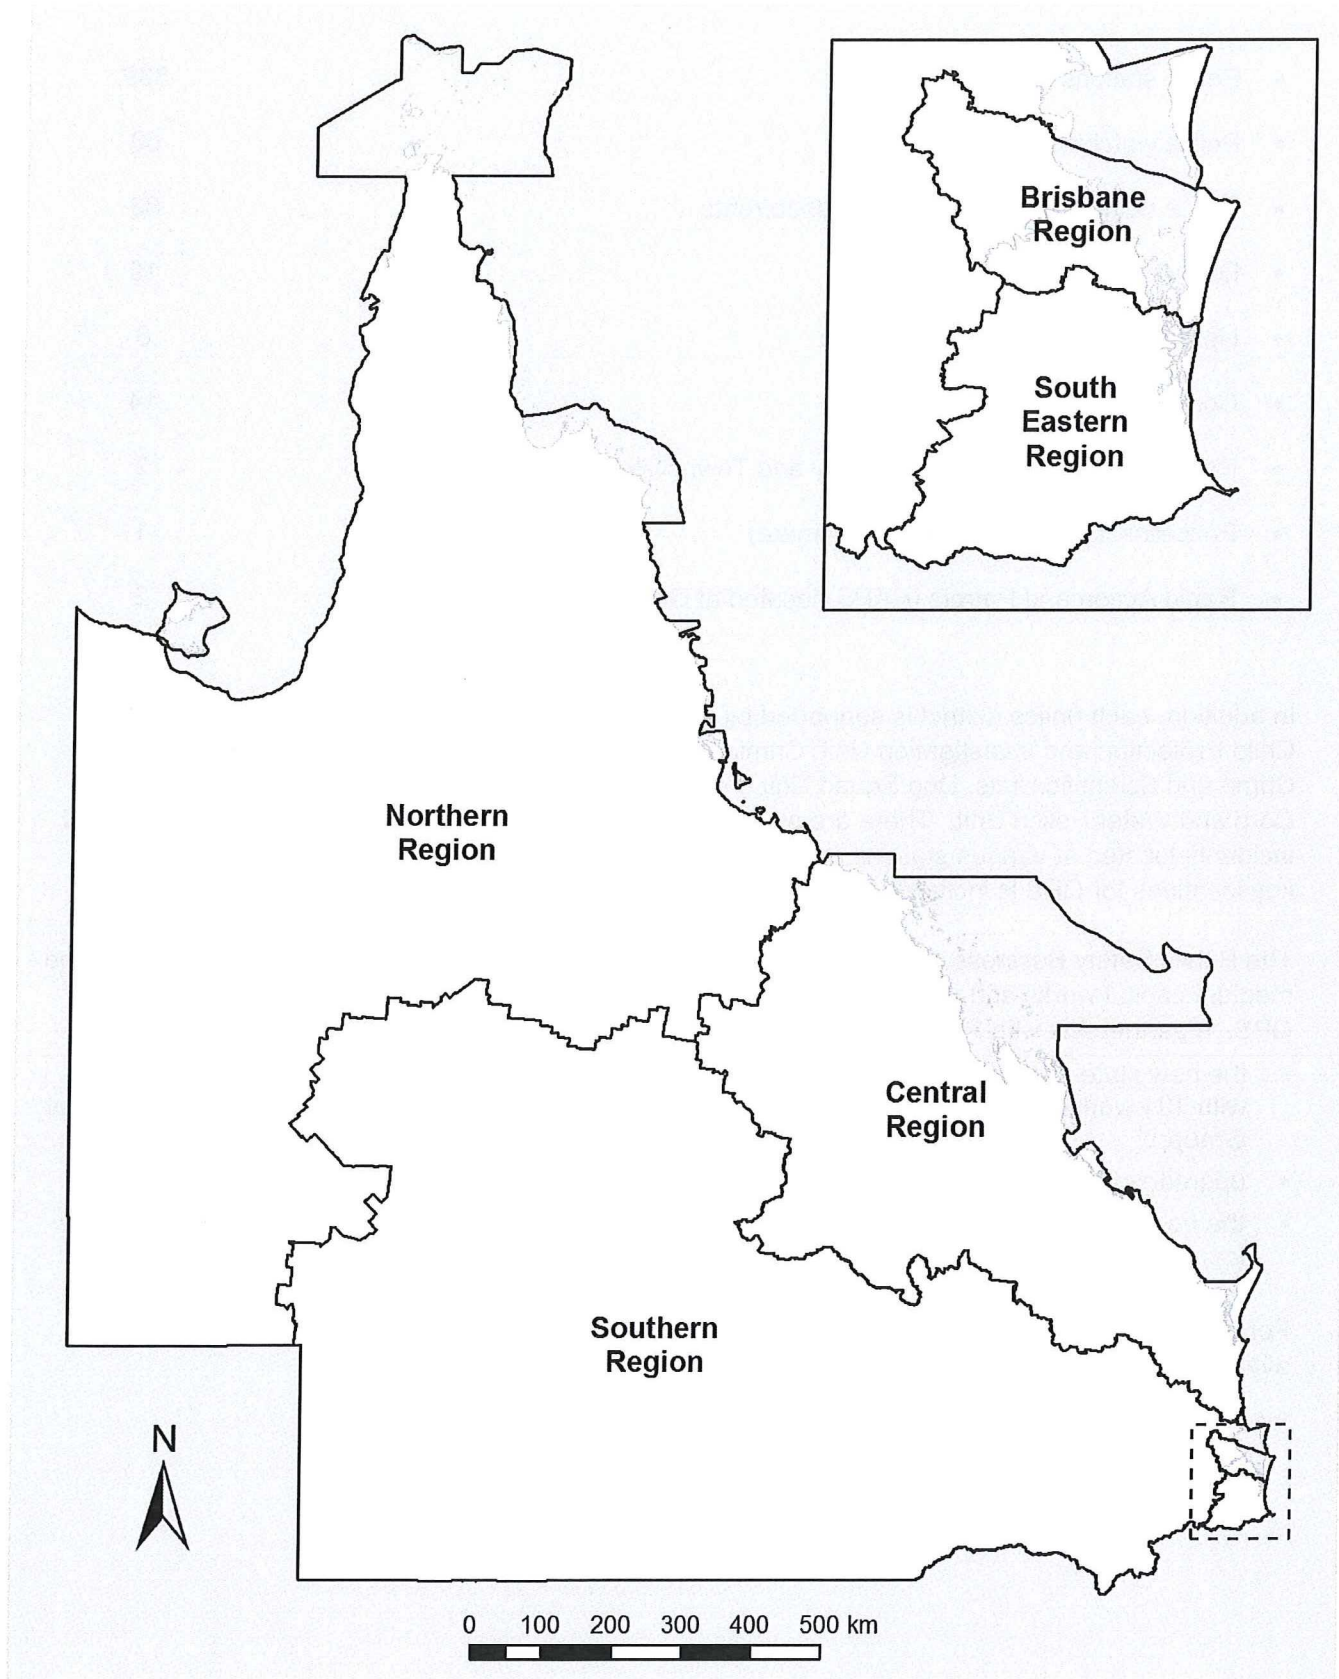 Brisbane
Region
South
Eastern
Region
Northern
Region
Central
Region
Southern
Region
N
0 100 200 300 400 500 km